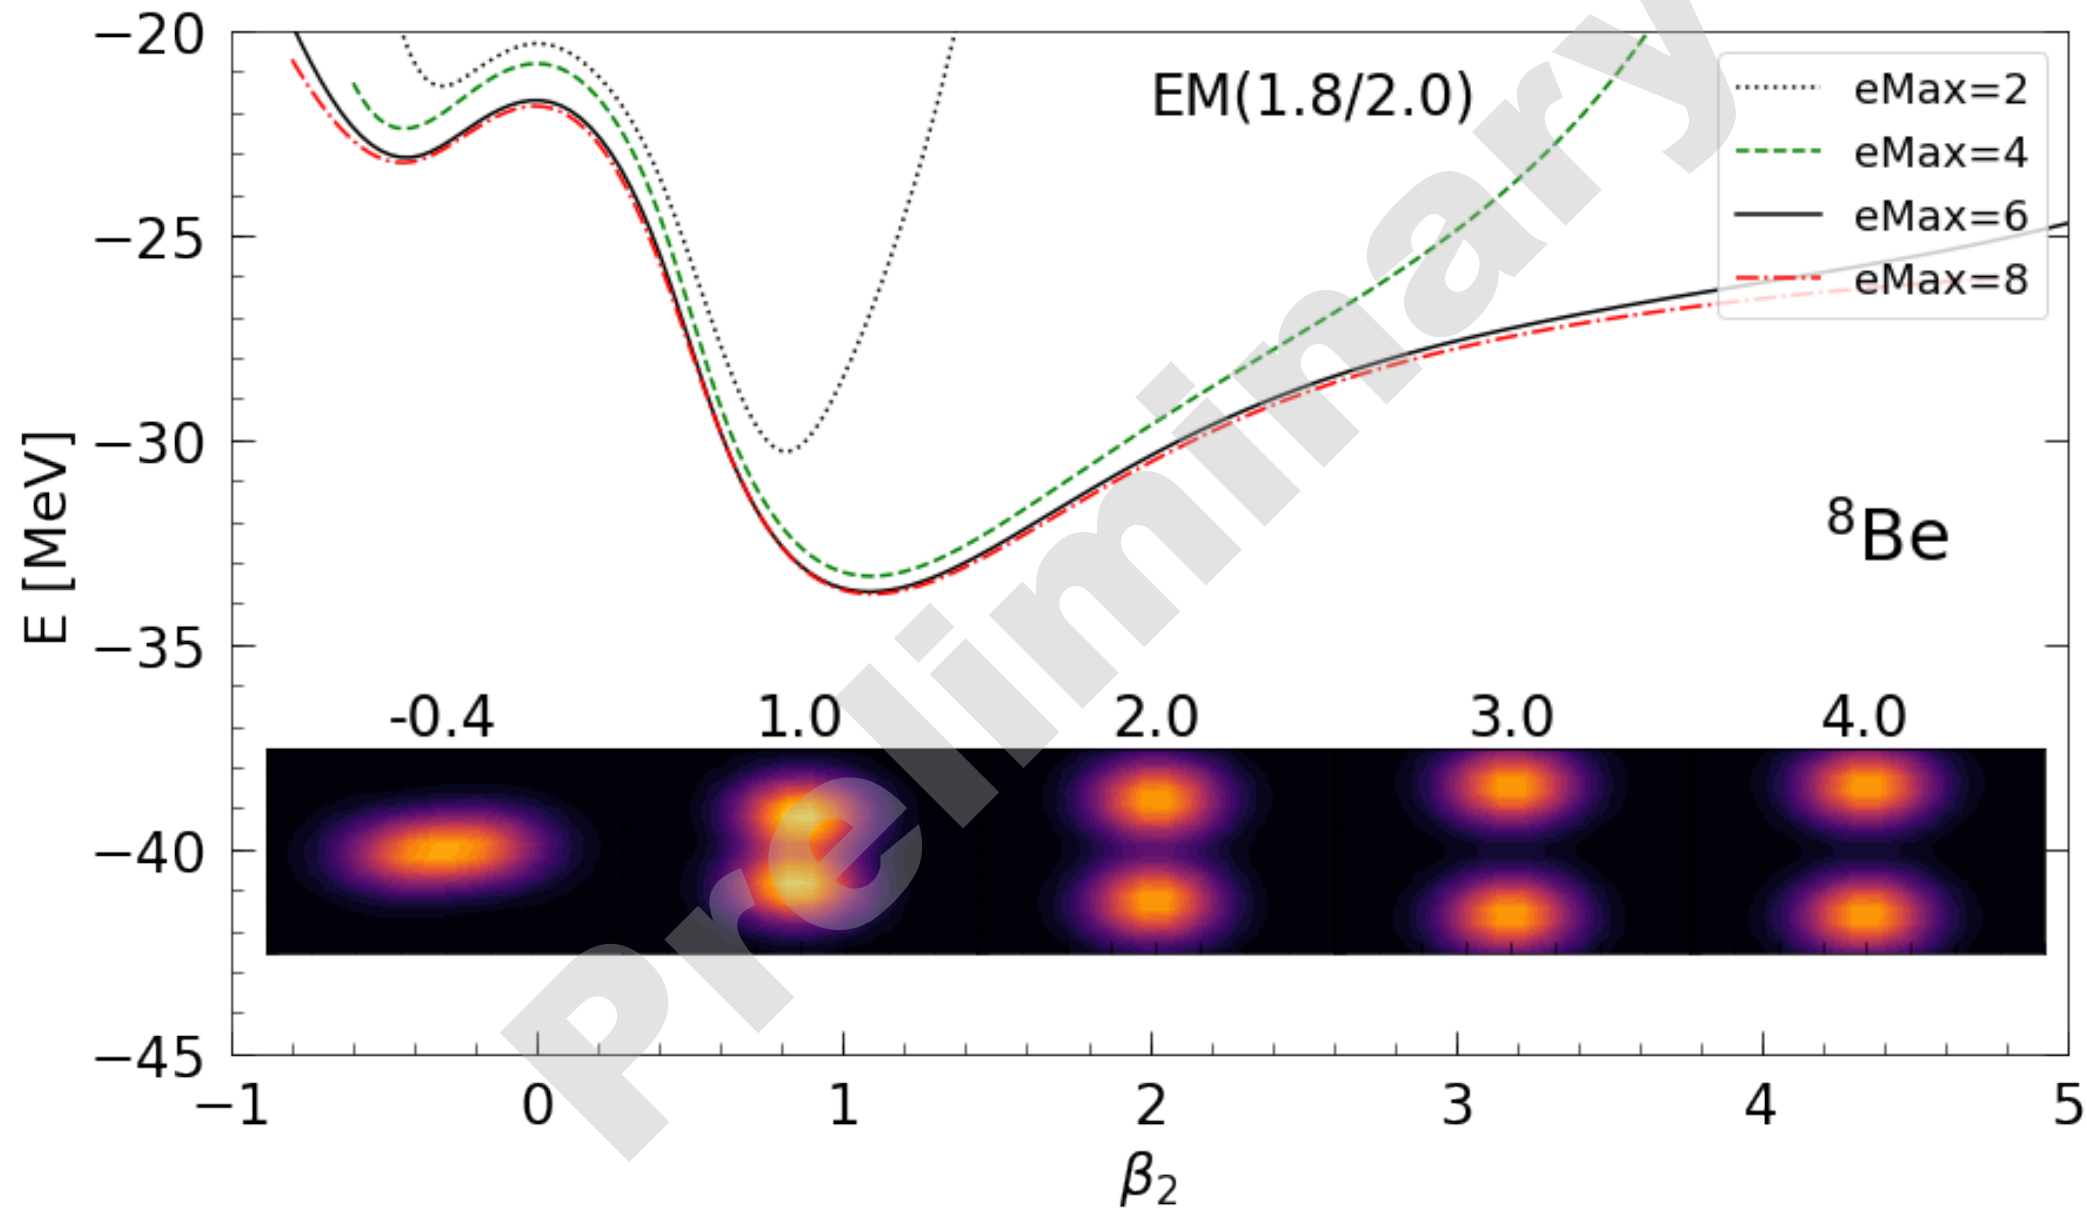 −20
−25
−30
−35
−40
−45
E [MeV]
EM(1.8/2.0)
eMax=2
eMax=4
eMax=6
eMax=8
⁸Be
-0.4 1.0 2.0 3.0 4.0
−1 0 1 2 3 4 5
β₂
Preliminary